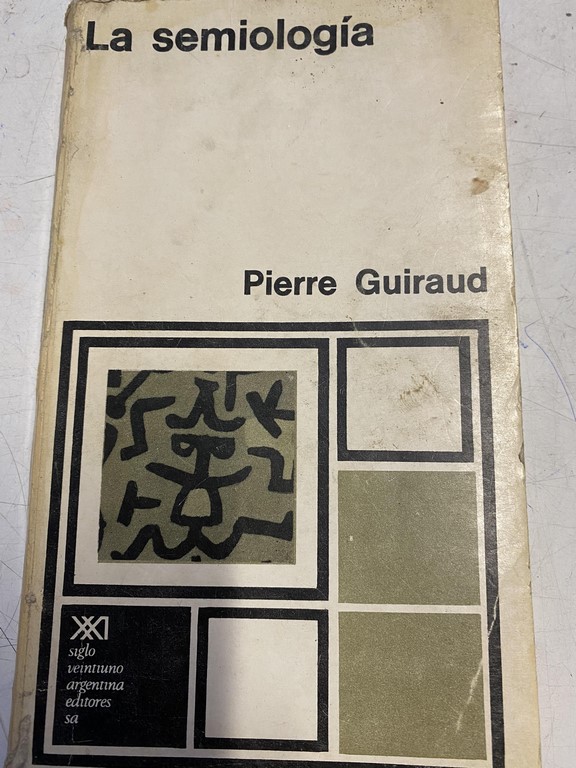 La semiología
Pierre Guiraud
XXI
siglo
veintiuno
argentina
editores
sa